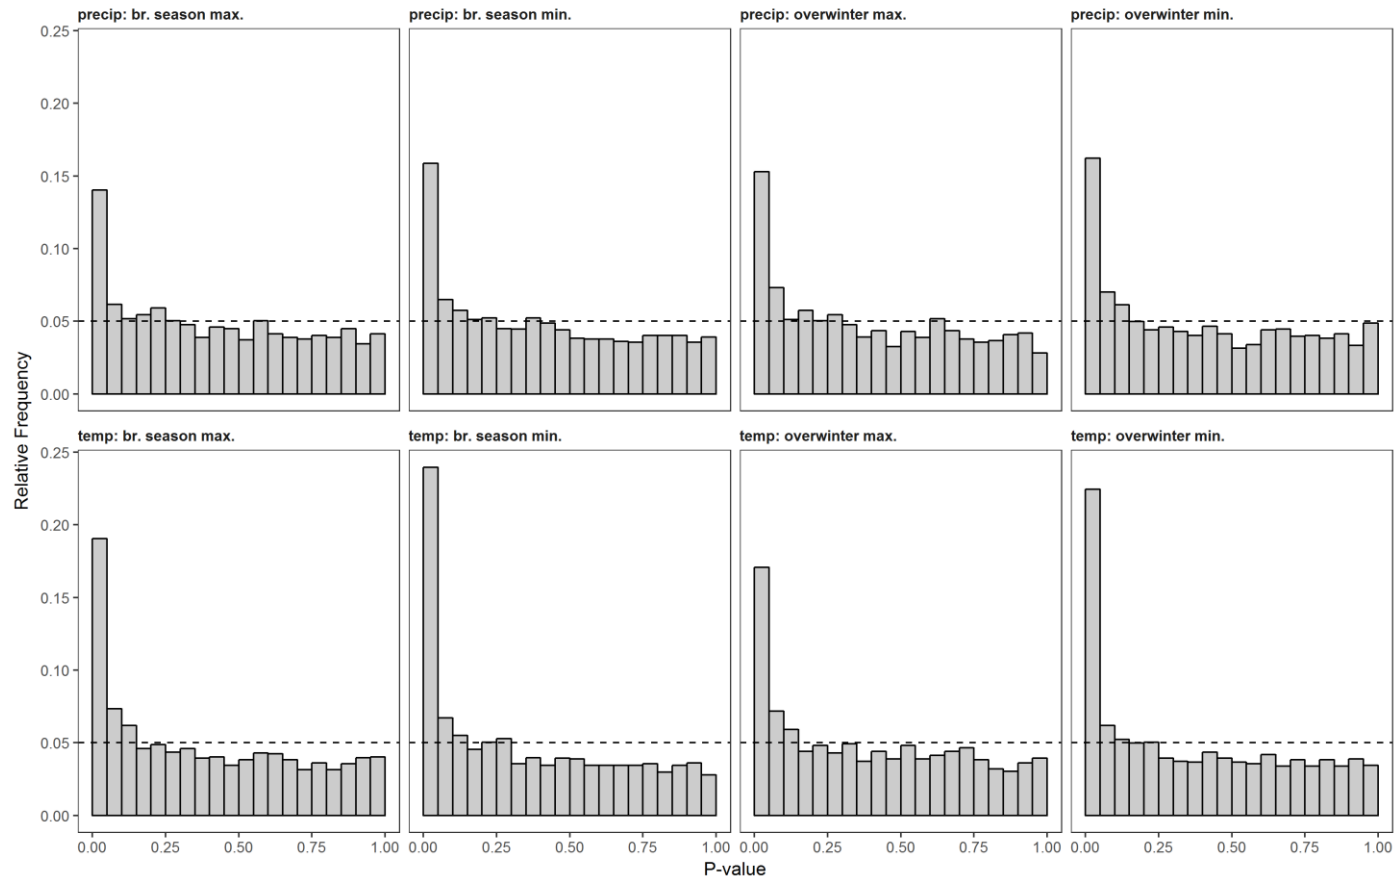 precip: br. season max.
precip: br. season min.
precip: overwinter max.
precip: overwinter min.
0.25
0.20
0.15
0.10
0.05
0.00
Relative Frequency
temp: br. season max.
temp: br. season min.
temp: overwinter max.
temp: overwinter min.
0.25
0.20
0.15
0.10
0.05
0.00
0.00 0.25 0.50 0.75 1.00 0.00 0.25 0.50 0.75 1.00 0.00 0.25 0.50 0.75 1.00 0.00 0.25 0.50 0.75 1.00
P-value